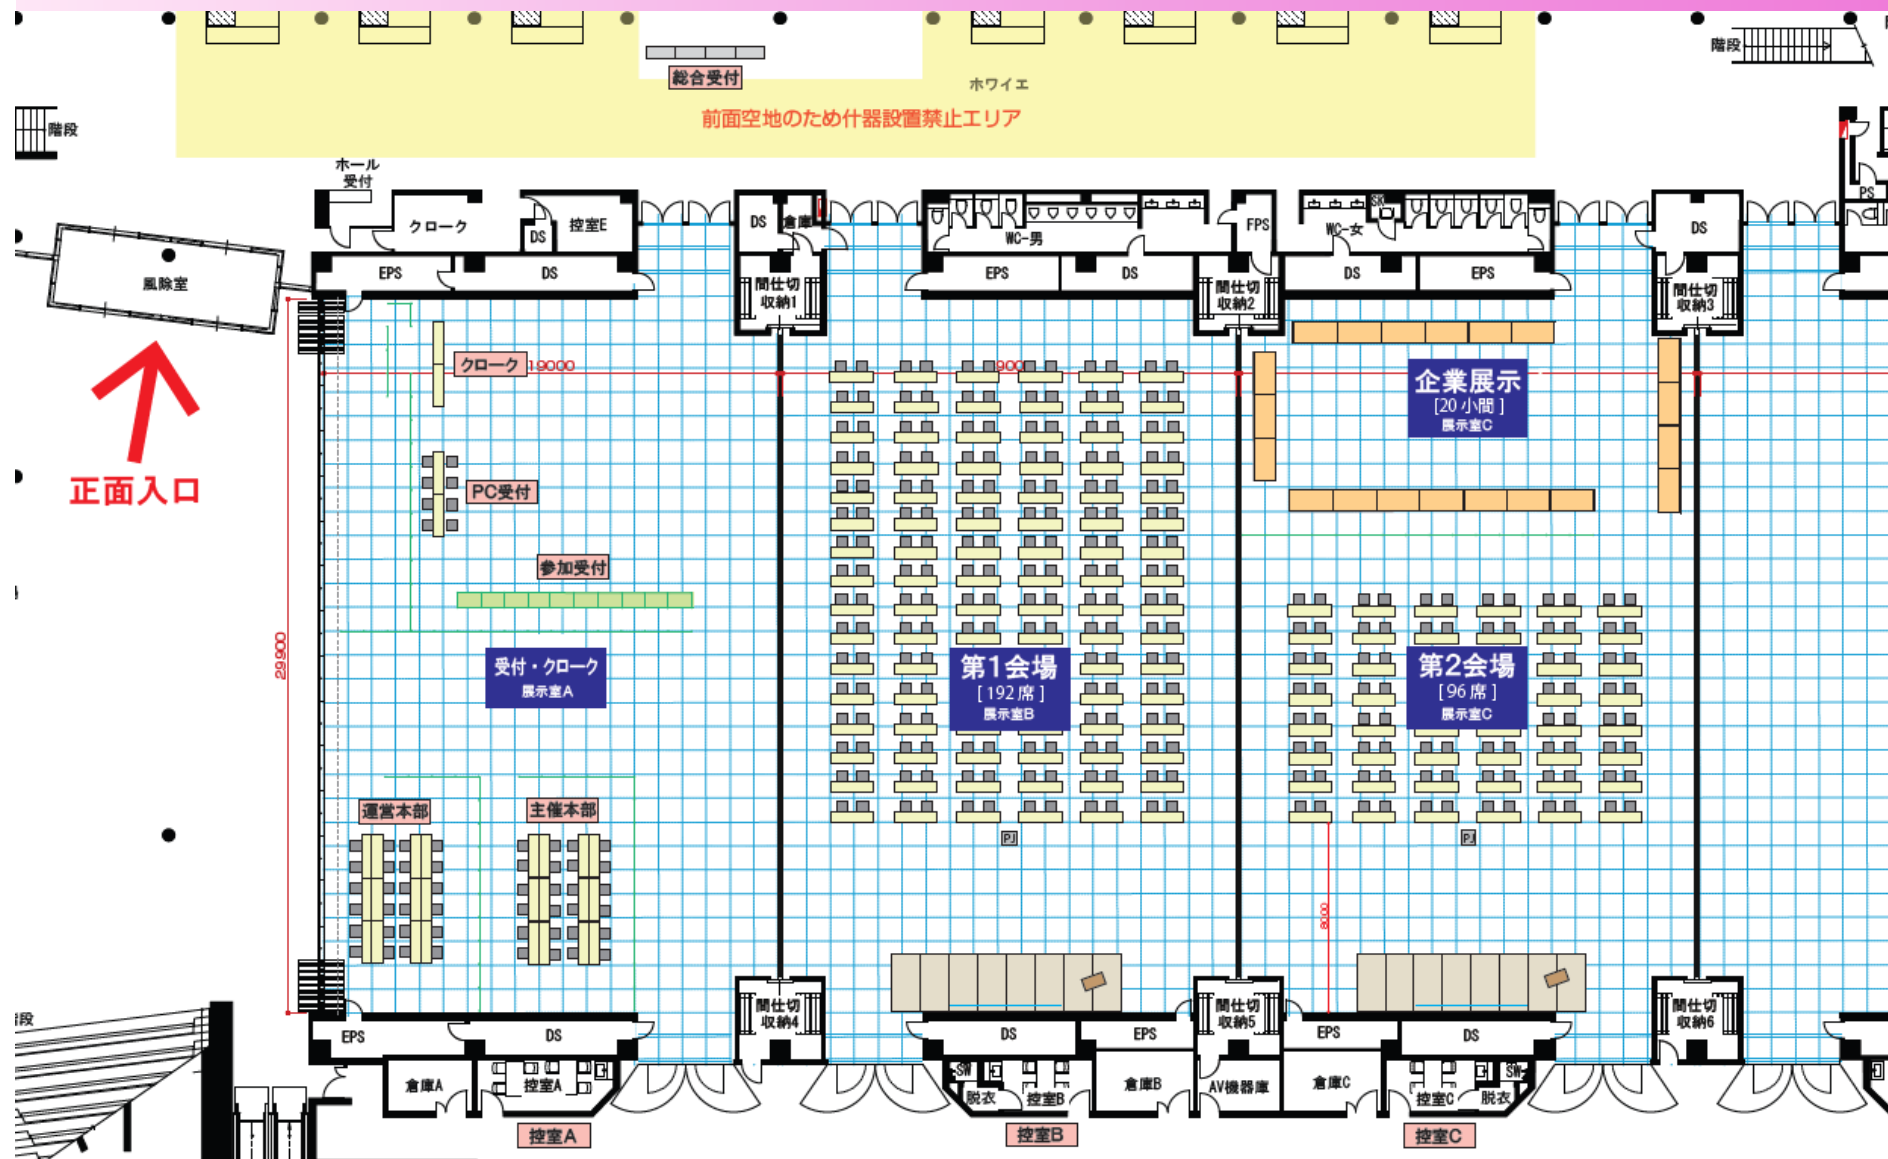 階段
総合受付
ホワイエ
前面空地のため什器設置禁止エリア
階段
ホール
受付
クローク
DS
控室E
DS
倉庫
WC-男
FPS
WC-女
SK
DS
PS
風除室
EPS
DS
間仕切
収納1
EPS
DS
間仕切
収納2
DS
EPS
間仕切
収納3
クローク
19000
900
企業展示
[20 小間]
展示室C
正面入口
PC受付
参加受付
29900
受付・クローク
展示室A
第1会場
[192 席]
展示室B
第2会場
[96 席]
展示室C
運営本部
主催本部
PJ
PJ
8000
段
EPS
DS
間仕切
収納4
DS
EPS
間仕切
収納5
EPS
DS
間仕切
収納6
倉庫A
控室A
SW
脱衣
控室B
倉庫B
AV機器庫
倉庫C
控室C
SW
脱衣
控室A
控室B
控室C